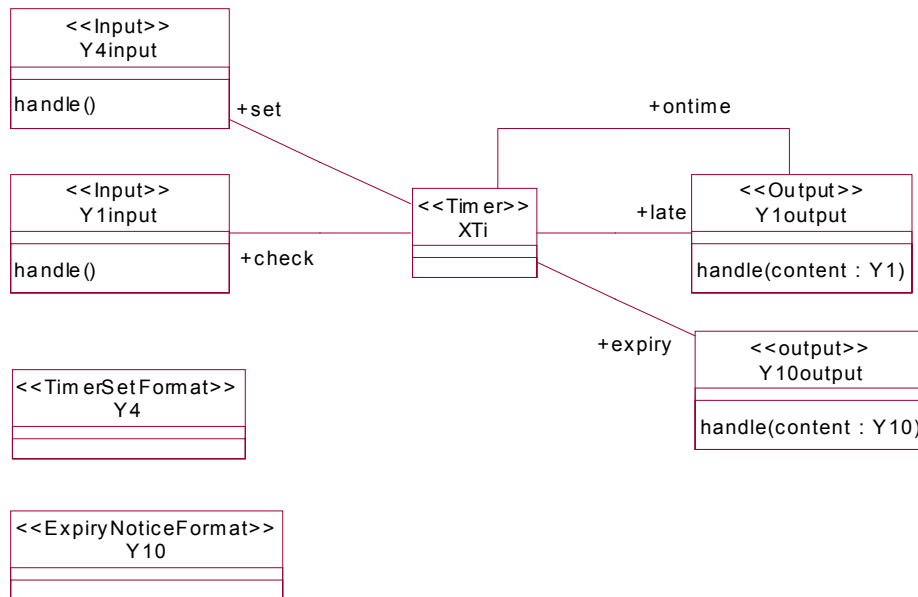 <<Input>>
Y4input
handle()
+set
+ontime
<<Input>>
Y1input
handle()
+check
<<Timer>>
XTi
+late
<<Output>>
Y1output
handle(content : Y1)
+expiry
<<output>>
Y10output
handle(content : Y10)
<<TimerSetFormat>>
Y4
<<ExpiryNoticeFormat>>
Y10